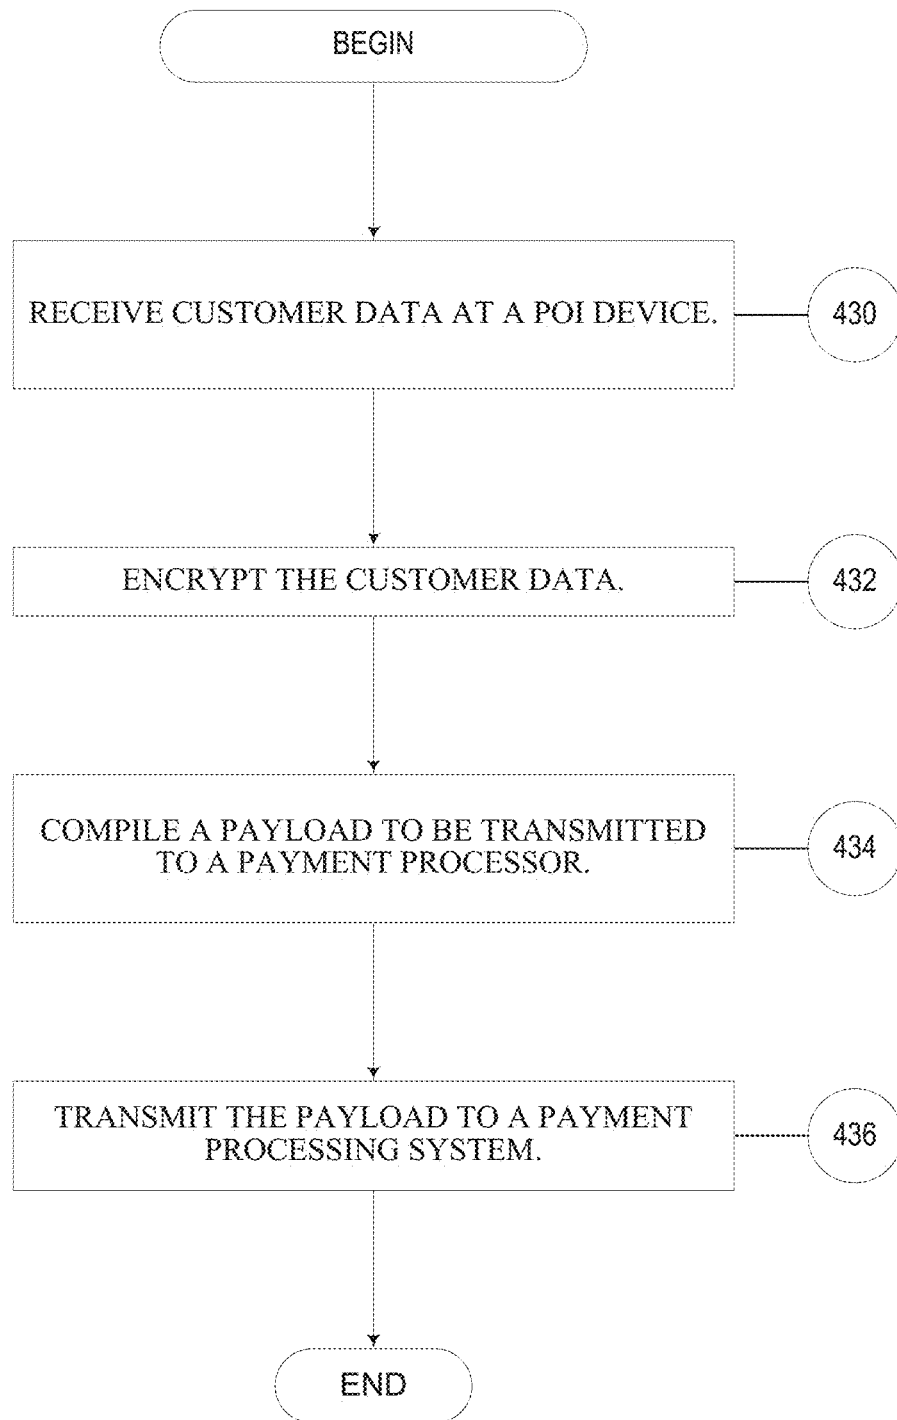 BEGIN
RECEIVE CUSTOMER DATA AT A POI DEVICE.
430
ENCRYPT THE CUSTOMER DATA.
432
COMPILE A PAYLOAD TO BE TRANSMITTED
TO A PAYMENT PROCESSOR.
434
TRANSMIT THE PAYLOAD TO A PAYMENT
PROCESSING SYSTEM.
436
END